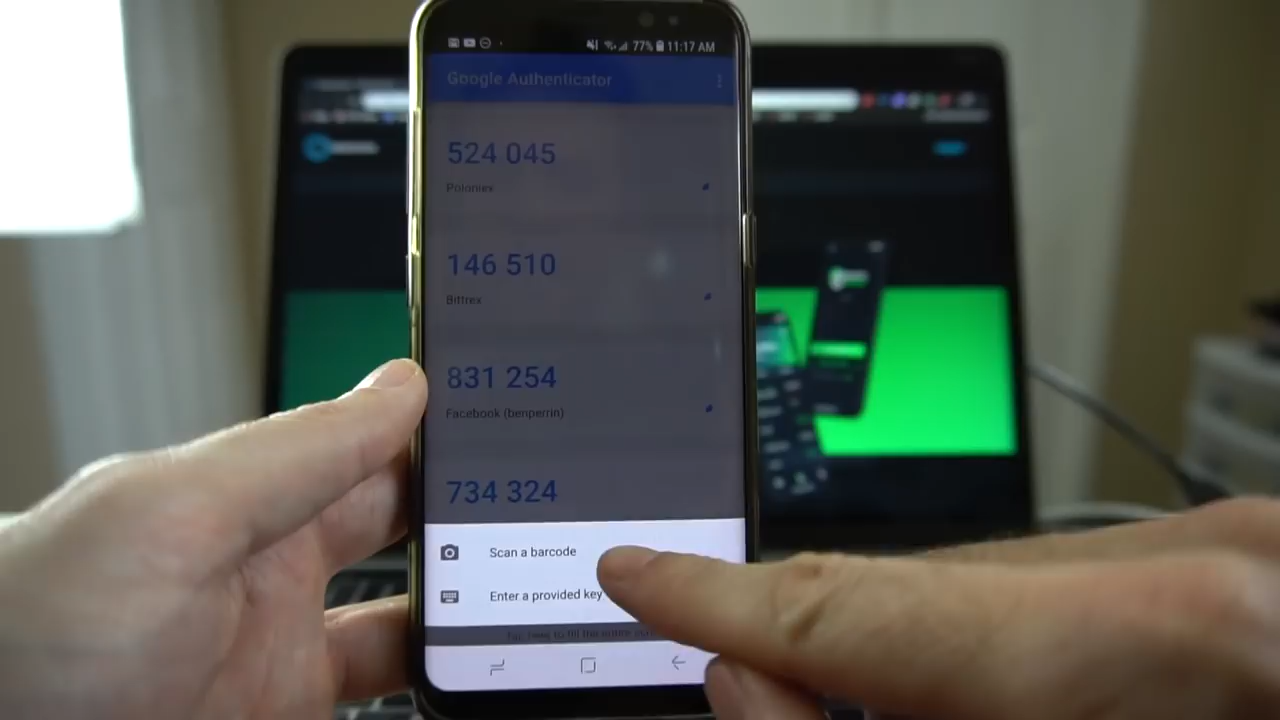 77% 11:17 AM
Google Authenticator
524 045
Poloniex
146 510
Bittrex
831 254
Facebook (benperrin)
734 324
Scan a barcode
Enter a provided key